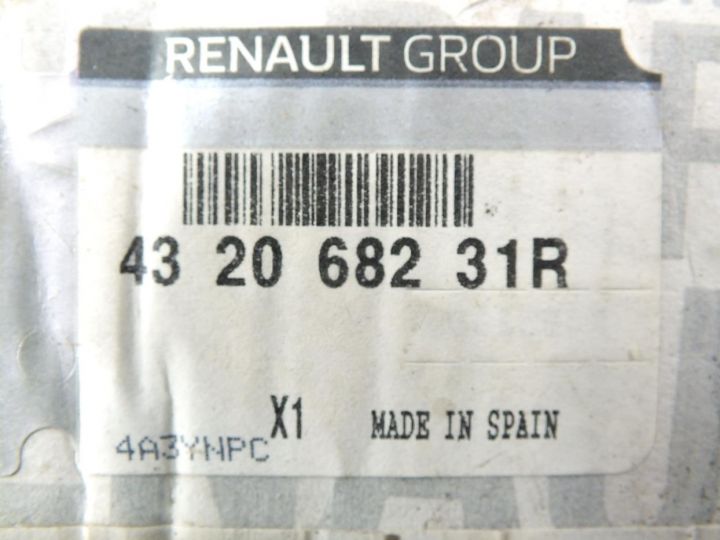 RENAULT GROUP
43 20 682 31R
X1 MADE IN SPAIN
4A3YNPC